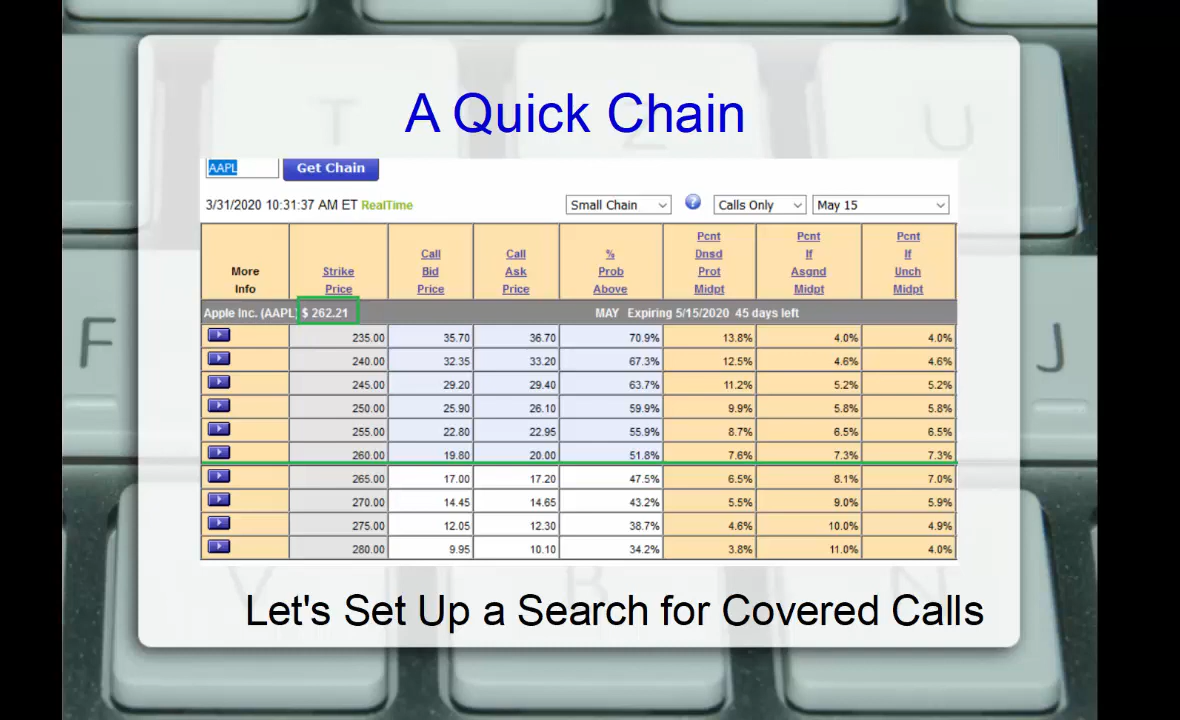 A Quick Chain
AAPL Get Chain
3/31/2020 10:31:37 AM ET RealTime Small Chain ? Calls Only May 15
More Info Strike Price Call Bid Price Call Ask Price % Prob Above Pcnt Dnsd Prot Midpt Pcnt If Asgnd Midpt Pcnt If Unch Midpt
Apple Inc. (AAPL) $ 262.21 MAY Expiring 5/15/2020 45 days left
235.00 35.70 36.70 70.9% 13.8% 4.0% 4.0%
240.00 32.35 33.20 67.3% 12.5% 4.6% 4.6%
245.00 29.20 29.40 63.7% 11.2% 5.2% 5.2%
250.00 25.90 26.10 59.9% 9.9% 5.8% 5.8%
255.00 22.80 22.95 55.9% 8.7% 6.5% 6.5%
260.00 19.80 20.00 51.8% 7.6% 7.3% 7.3%
265.00 17.00 17.20 47.5% 6.5% 8.1% 7.0%
270.00 14.45 14.65 43.2% 5.5% 9.0% 5.9%
275.00 12.05 12.30 38.7% 4.6% 10.0% 4.9%
280.00 9.95 10.10 34.2% 3.8% 11.0% 4.0%
Let's Set Up a Search for Covered Calls
T Z U
F J
V B N